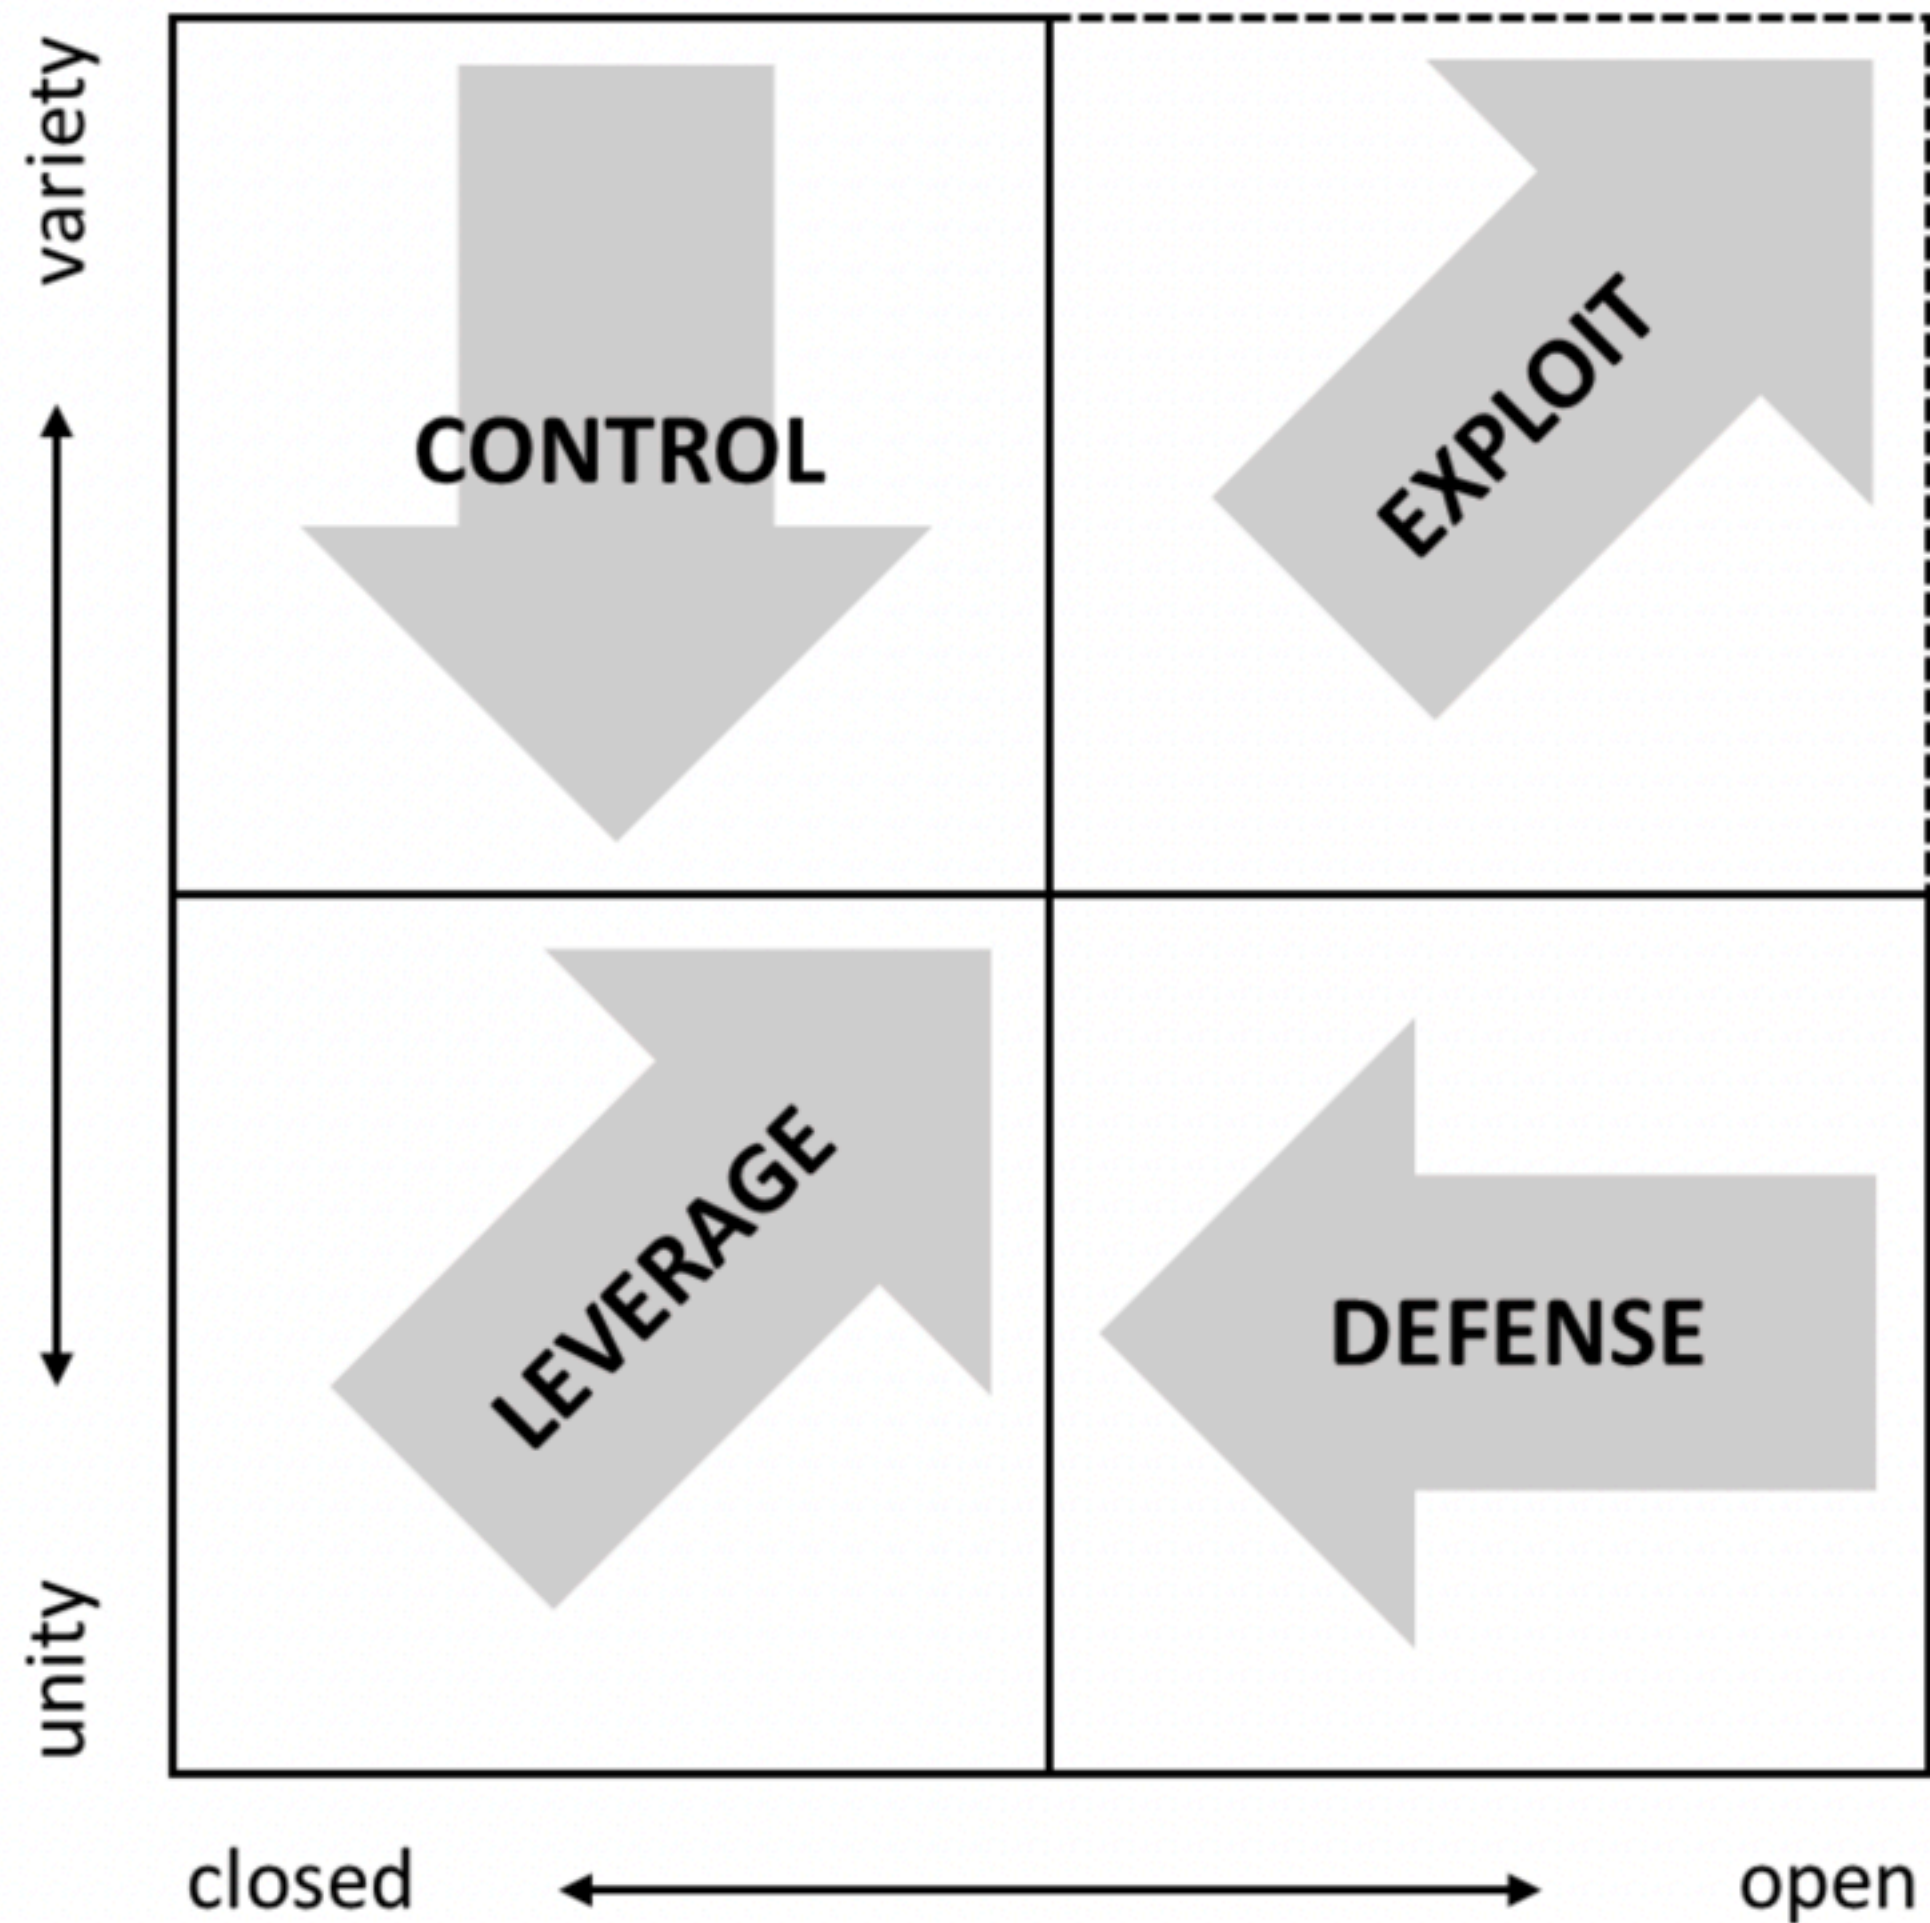 variety
CONTROL
EXPLOIT
LEVERAGE
DEFENSE
unity
closed
open